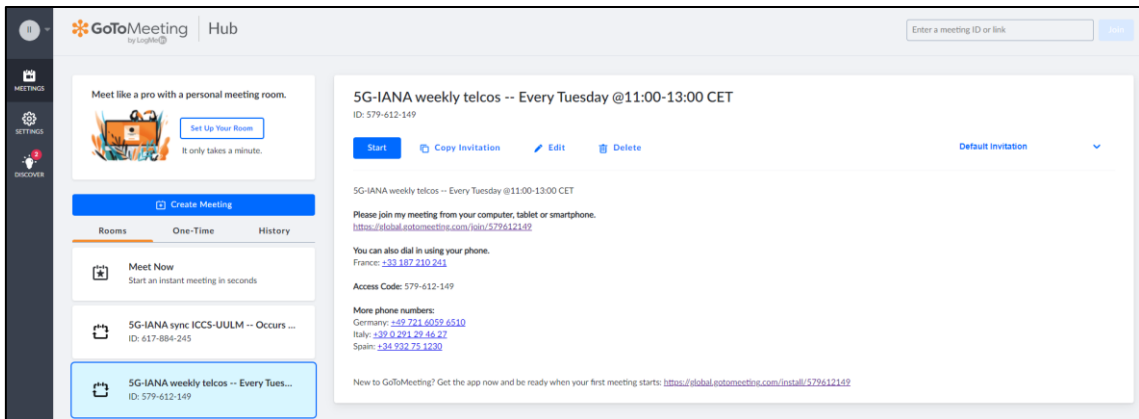 II
GoToMeeting
by LogMeIn
Hub
Enter a meeting ID or link
Join
MEETINGS
SETTINGS
2
DISCOVER
Meet like a pro with a personal meeting room.
Set Up Your Room
It only takes a minute.
Create Meeting
Rooms One-Time History
Meet Now
Start an instant meeting in seconds
5G-IANA sync ICCS-UULM -- Occurs ...
ID: 617-884-245
5G-IANA weekly telcos -- Every Tues...
ID: 579-612-149
5G-IANA weekly telcos -- Every Tuesday @11:00-13:00 CET
ID: 579-612-149
Start Copy Invitation Edit Delete Default Invitation
5G-IANA weekly telcos -- Every Tuesday @11:00-13:00 CET
Please join my meeting from your computer, tablet or smartphone.
https://global.gotomeeting.com/join/579612149
You can also dial in using your phone.
France: +33 187 210 241
Access Code: 579-612-149
More phone numbers:
Germany: +49 721 6059 6510
Italy: +39 0 291 29 46 27
Spain: +34 932 75 1230
New to GoToMeeting? Get the app now and be ready when your first meeting starts: https://global.gotomeeting.com/install/579612149